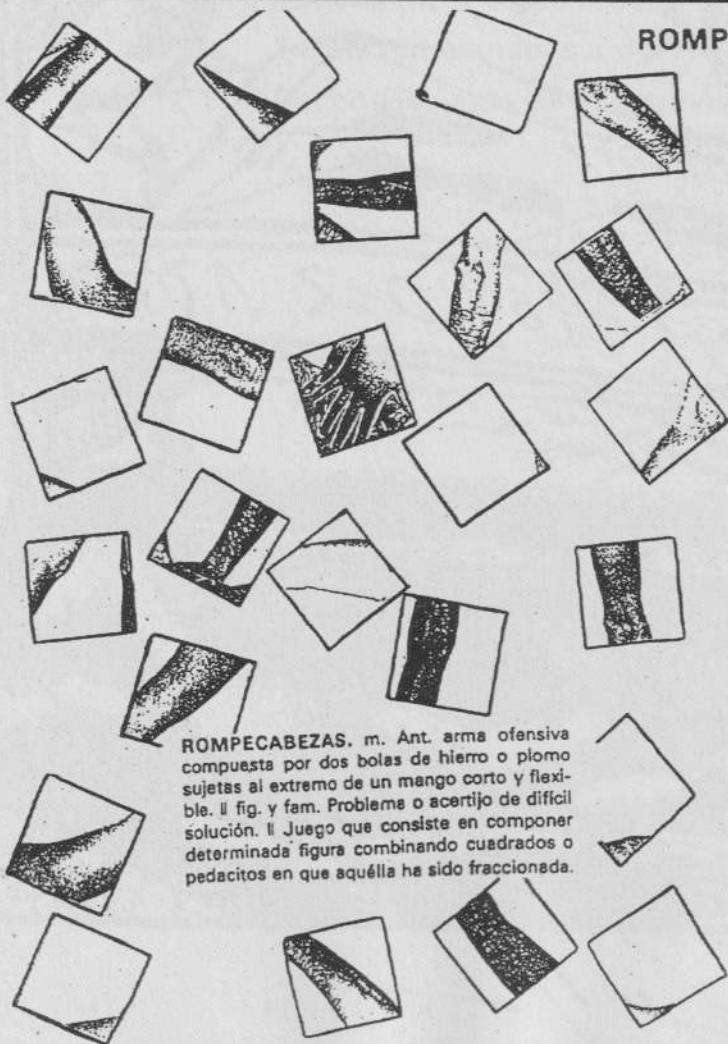 ROMP
ROMPECABEZAS. m. Ant. arma ofensiva
compuesta por dos bolas de hierro o plomo
sujetas al extremo de un mango corto y flexi-
ble. II fig. y fam. Problema o acertijo de difícil
solución. II Juego que consiste en componer
determinada figura combinando cuadrados o
pedacitos en que aquélla ha sido fraccionada.